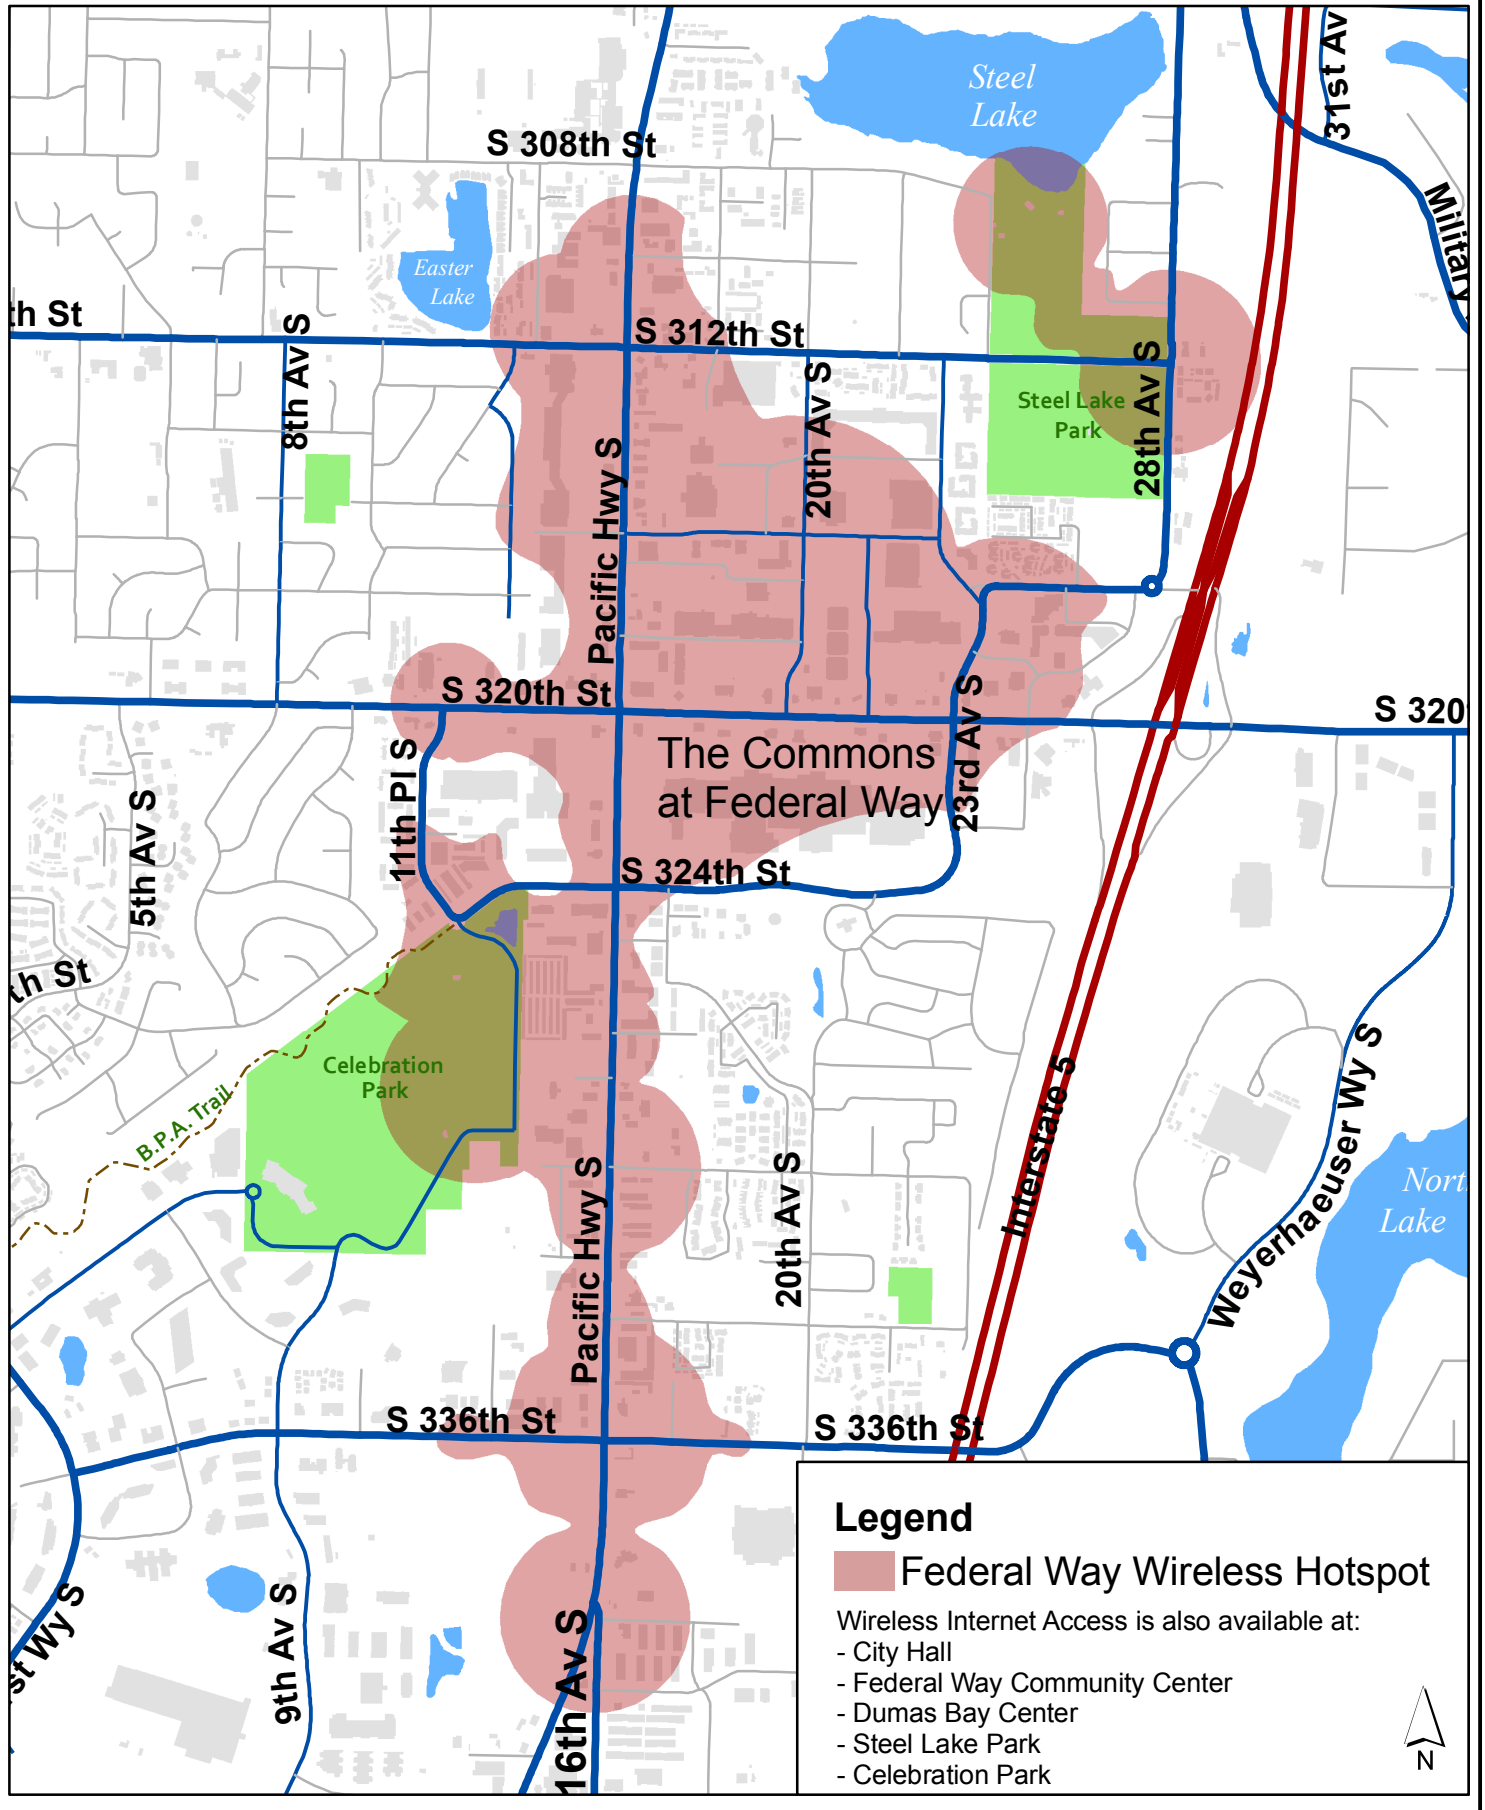 31st Av
Steel
Lake
S 308th St
Military
Easter
Lake
th St
S 312th St
8th Av S
20th Av S
28th Av S
Steel Lake
Park
Pacific Hwy S
S 320th St
S 320
The Commons
at Federal Way
23rd Av S
11th Pl S
5th Av S
S 324th St
th St
Celebration
Park
B.P.A. Trail
Interstate 5
Weyerhaeuser Wy S
Nort
Lake
20th Av S
Pacific Hwy S
S 336th St
S 336th St
st Wy S
9th Av S
16th Av S
Legend
Federal Way Wireless Hotspot
Wireless Internet Access is also available at:
- City Hall
- Federal Way Community Center
- Dumas Bay Center
- Steel Lake Park
- Celebration Park
N